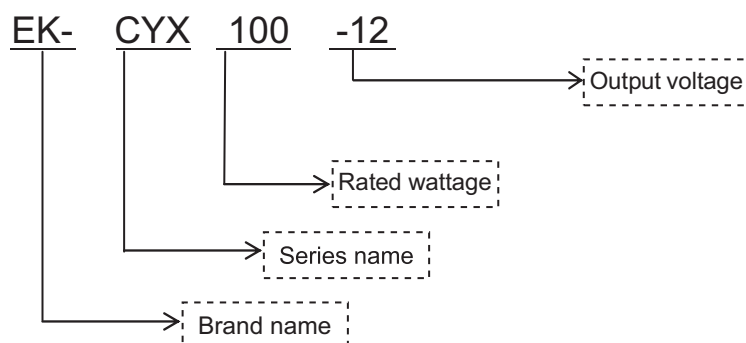 EK- CYX 100 -12
Output voltage
Rated wattage
Series name
Brand name